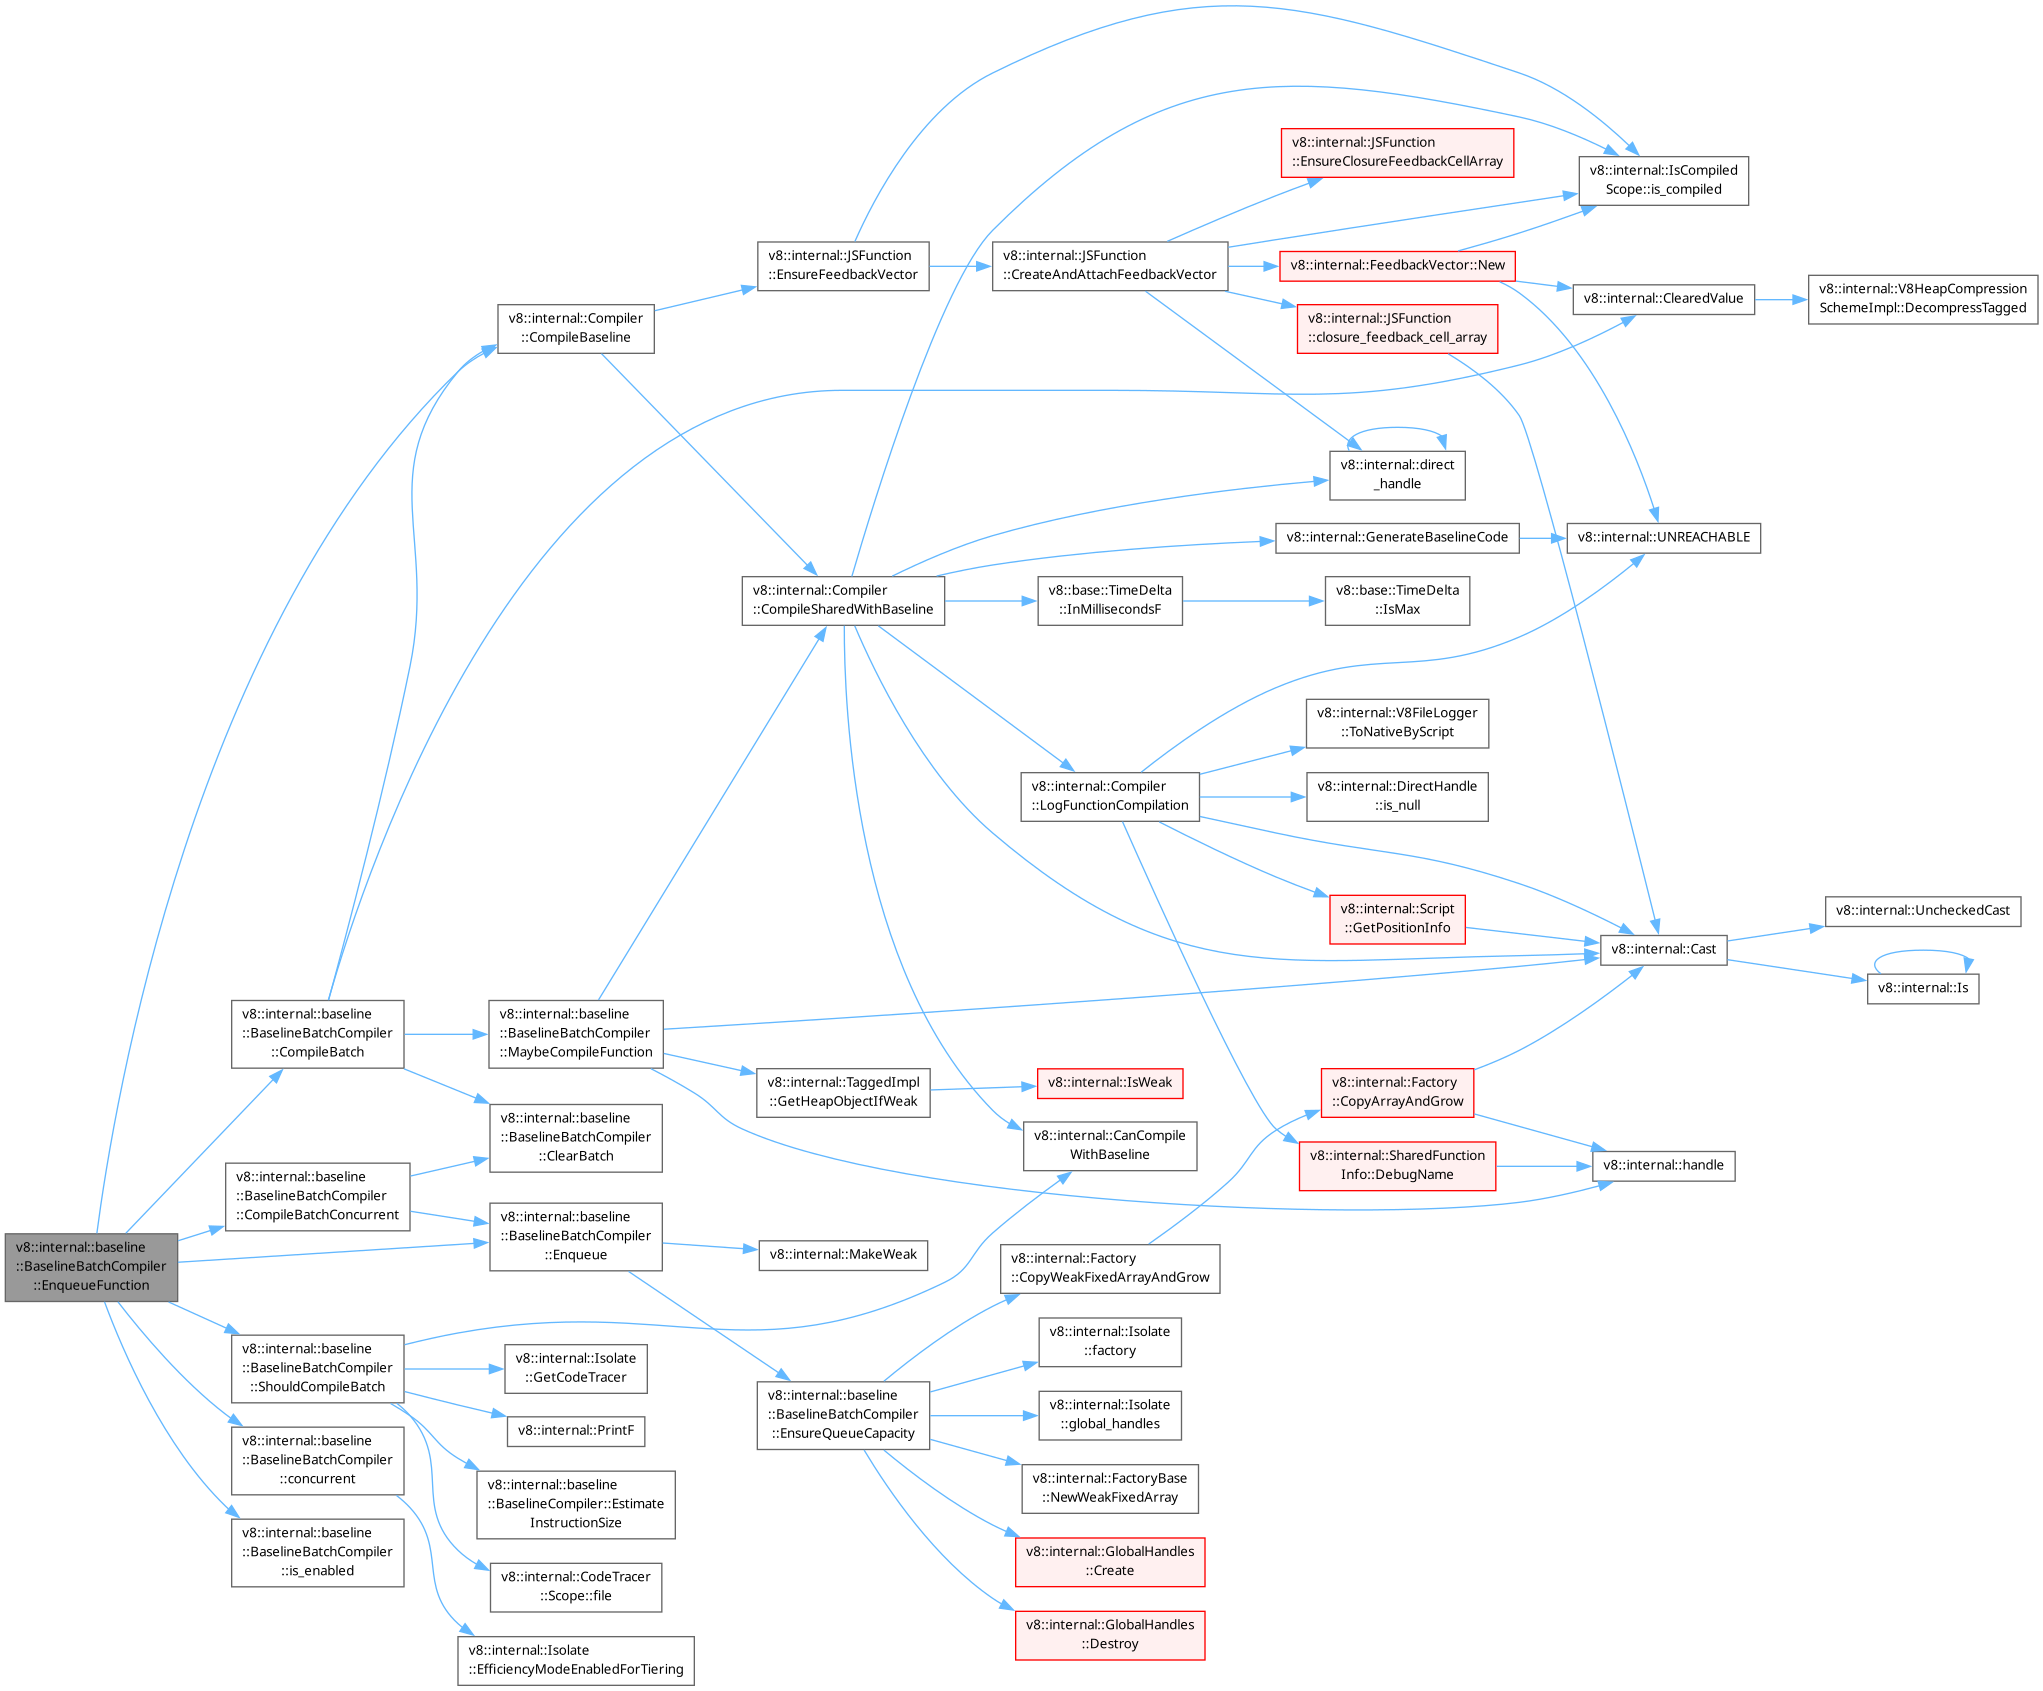 v8::internal::baseline
::BaselineBatchCompiler
::EnqueueFunction
v8::internal::baseline
::BaselineBatchCompiler
::CompileBatch
v8::internal::baseline
::BaselineBatchCompiler
::CompileBatchConcurrent
v8::internal::baseline
::BaselineBatchCompiler
::ShouldCompileBatch
v8::internal::baseline
::BaselineBatchCompiler
::concurrent
v8::internal::baseline
::BaselineBatchCompiler
::is_enabled
v8::internal::Compiler
::CompileBaseline
v8::internal::baseline
::BaselineBatchCompiler
::MaybeCompileFunction
v8::internal::baseline
::BaselineBatchCompiler
::ClearBatch
v8::internal::baseline
::BaselineBatchCompiler
::Enqueue
v8::internal::Isolate
::GetCodeTracer
v8::internal::PrintF
v8::internal::baseline
::BaselineCompiler::Estimate
InstructionSize
v8::internal::CodeTracer
::Scope::file
v8::internal::Isolate
::EfficiencyModeEnabledForTiering
v8::internal::JSFunction
::EnsureFeedbackVector
v8::internal::Compiler
::CompileSharedWithBaseline
v8::internal::TaggedImpl
::GetHeapObjectIfWeak
v8::internal::MakeWeak
v8::internal::baseline
::BaselineBatchCompiler
::EnsureQueueCapacity
v8::internal::JSFunction
::CreateAndAttachFeedbackVector
v8::base::TimeDelta
::InMillisecondsF
v8::internal::Compiler
::LogFunctionCompilation
v8::internal::IsWeak
v8::internal::CanCompile
WithBaseline
v8::internal::Factory
::CopyWeakFixedArrayAndGrow
v8::internal::Isolate
::factory
v8::internal::Isolate
::global_handles
v8::internal::FactoryBase
::NewWeakFixedArray
v8::internal::GlobalHandles
::Create
v8::internal::GlobalHandles
::Destroy
v8::internal::JSFunction
::EnsureClosureFeedbackCellArray
v8::internal::FeedbackVector::New
v8::internal::JSFunction
::closure_feedback_cell_array
v8::internal::direct
_handle
v8::internal::GenerateBaselineCode
v8::base::TimeDelta
::IsMax
v8::internal::V8FileLogger
::ToNativeByScript
v8::internal::DirectHandle
::is_null
v8::internal::Script
::GetPositionInfo
v8::internal::Factory
::CopyArrayAndGrow
v8::internal::SharedFunction
Info::DebugName
v8::internal::IsCompiled
Scope::is_compiled
v8::internal::ClearedValue
v8::internal::UNREACHABLE
v8::internal::Cast
v8::internal::handle
v8::internal::V8HeapCompression
SchemeImpl::DecompressTagged
v8::internal::UncheckedCast
v8::internal::Is